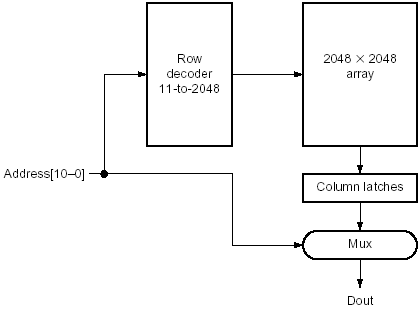 Row
decoder
11-to-2048
2048 × 2048
array
Address[10–0]
Column latches
Mux
Dout